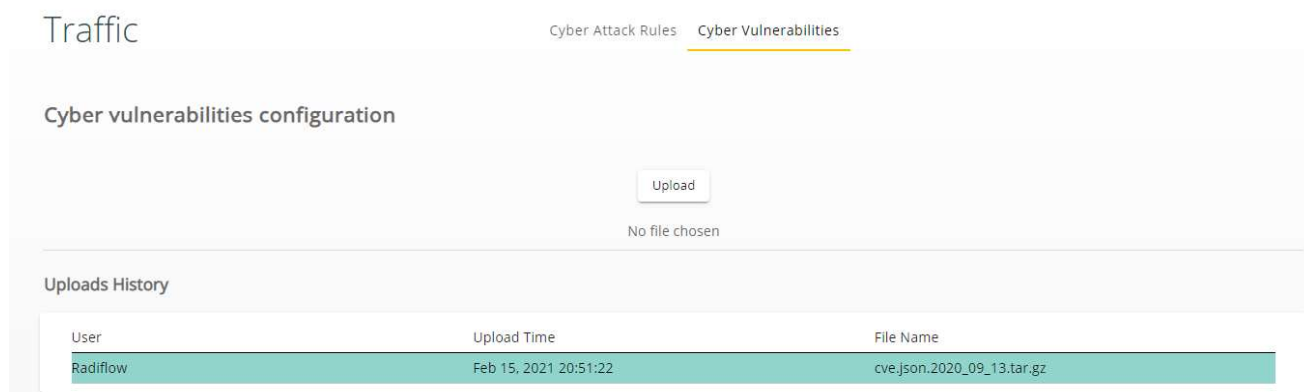 Traffic
Cyber Attack Rules Cyber Vulnerabilities
Cyber vulnerabilities configuration
Upload
No file chosen
Uploads History
User Upload Time File Name
Radiflow Feb 15, 2021 20:51:22 cve.json.2020_09_13.tar.gz